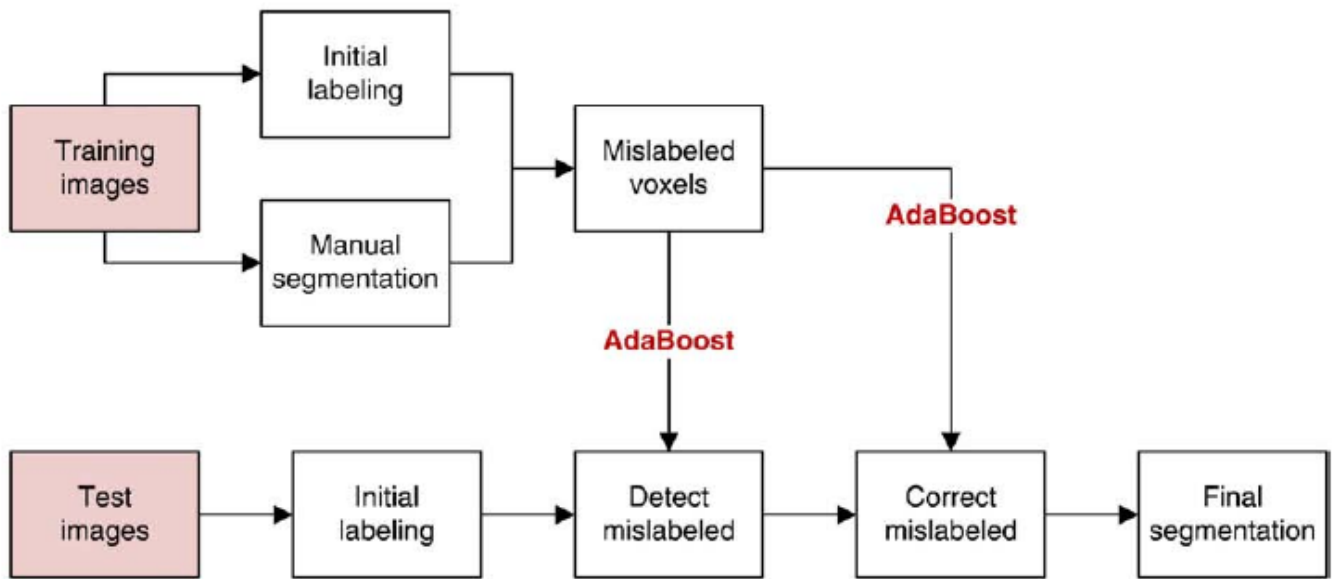 Initial
labeling
Training
images
Mislabeled
voxels
Manual
segmentation
AdaBoost
AdaBoost
Test
images
Initial
labeling
Detect
mislabeled
Correct
mislabeled
Final
segmentation